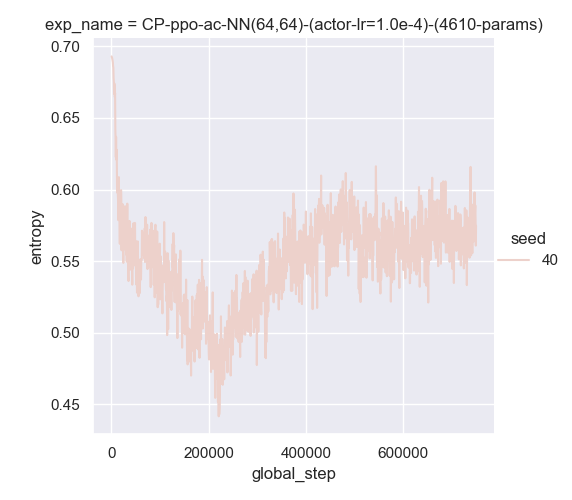 exp_name = CP-ppo-ac-NN(64,64)-(actor-lr=1.0e-4)-(4610-params)
0.70
0.65
0.60
0.55
0.50
0.45
entropy
0 200000 400000 600000
global_step
seed
40